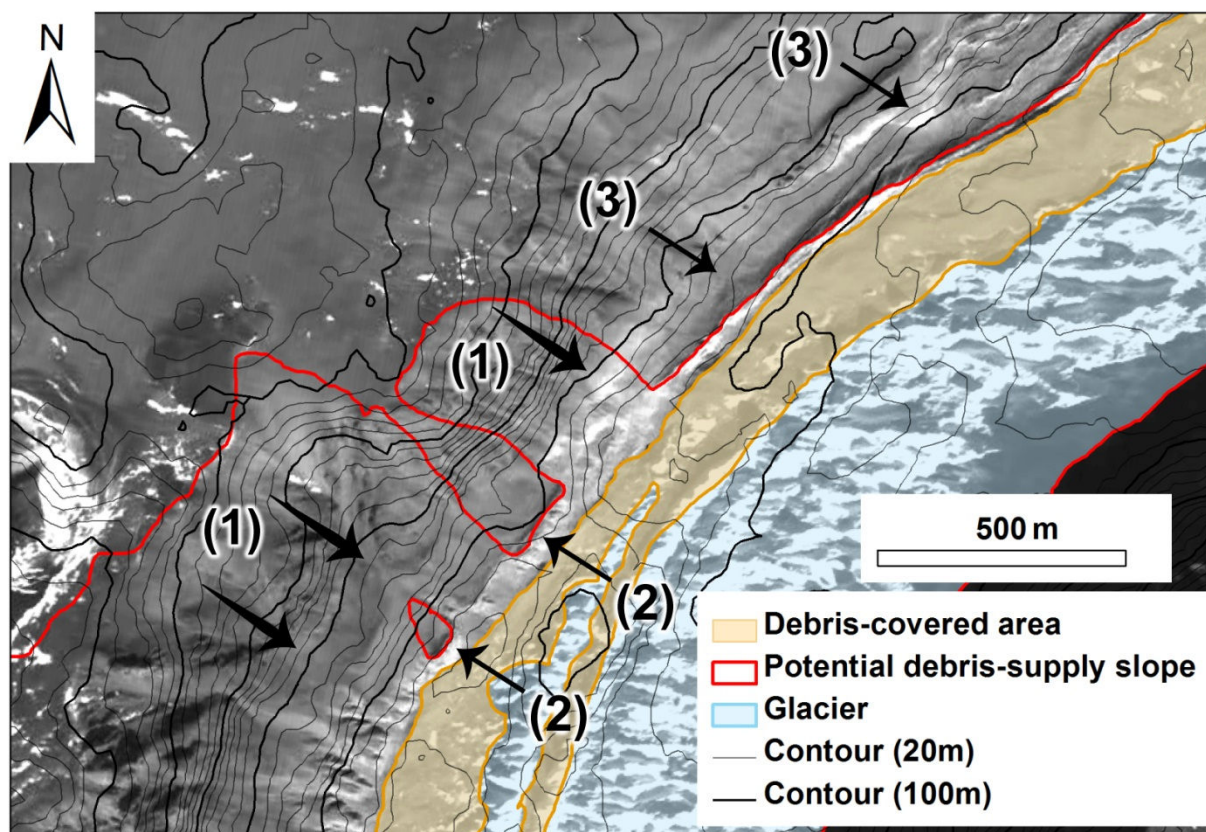 N
(3)
(3)
(1)
(1)
(2)
(2)
500 m
Debris-covered area
Potential debris-supply slope
Glacier
Contour (20m)
Contour (100m)